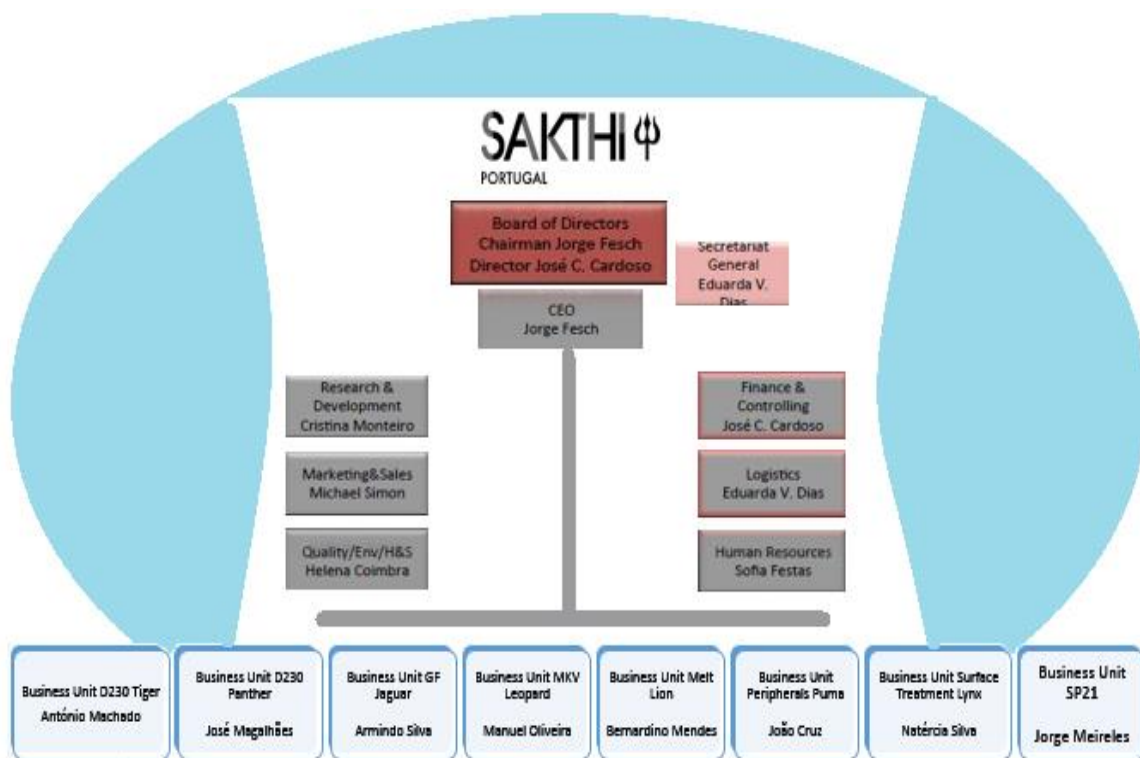 SAKTHi
PORTUGAL
Board of Directors
Chairman Jorge Fesch
Director José C. Cardoso
Secretariat
General
Eduarda V.
Dias
CEO
Jorge Fesch
Research &
Development
Cristina Monteiro
Marketing&Sales
Michael Simon
Quality/Env/H&S
Helena Coimbra
Finance &
Controlling
José C. Cardoso
Logistics
Eduarda V. Dias
Human Resources
Sofia Festas
Business Unit D230 Tiger
António Machado
Business Unit D230
Panther
José Magalhães
Business Unit GF
Jaguar
Armindo Silva
Business Unit MKV
Leopard
Manuel Oliveira
Business Unit Melt
Lion
Bernardino Mendes
Business Unit
Peripherals Puma
João Cruz
Business Unit Surface
Treatment Lynx
Natércia Silva
Business Unit
SP21
Jorge Meireles